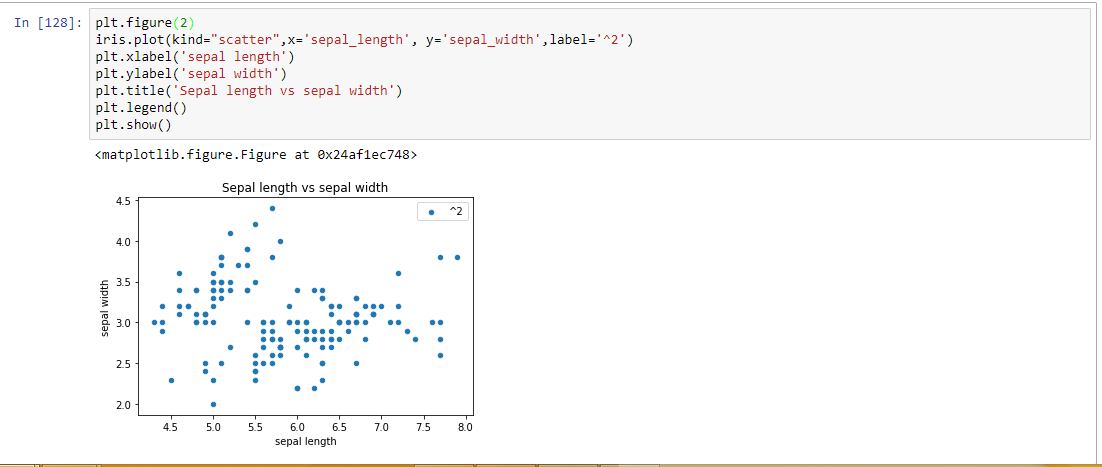 In [128]: plt.figure(2)
iris.plot(kind="scatter",x='sepal_length', y='sepal_width',label='^2')
plt.xlabel('sepal length')
plt.ylabel('sepal width')
plt.title('Sepal length vs sepal width')
plt.legend()
plt.show()
<matplotlib.figure.Figure at 0x24af1ec748>
Sepal length vs sepal width
^2
4.5
4.0
3.5
3.0
2.5
2.0
sepal width
4.5 5.0 5.5 6.0 6.5 7.0 7.5 8.0
sepal length